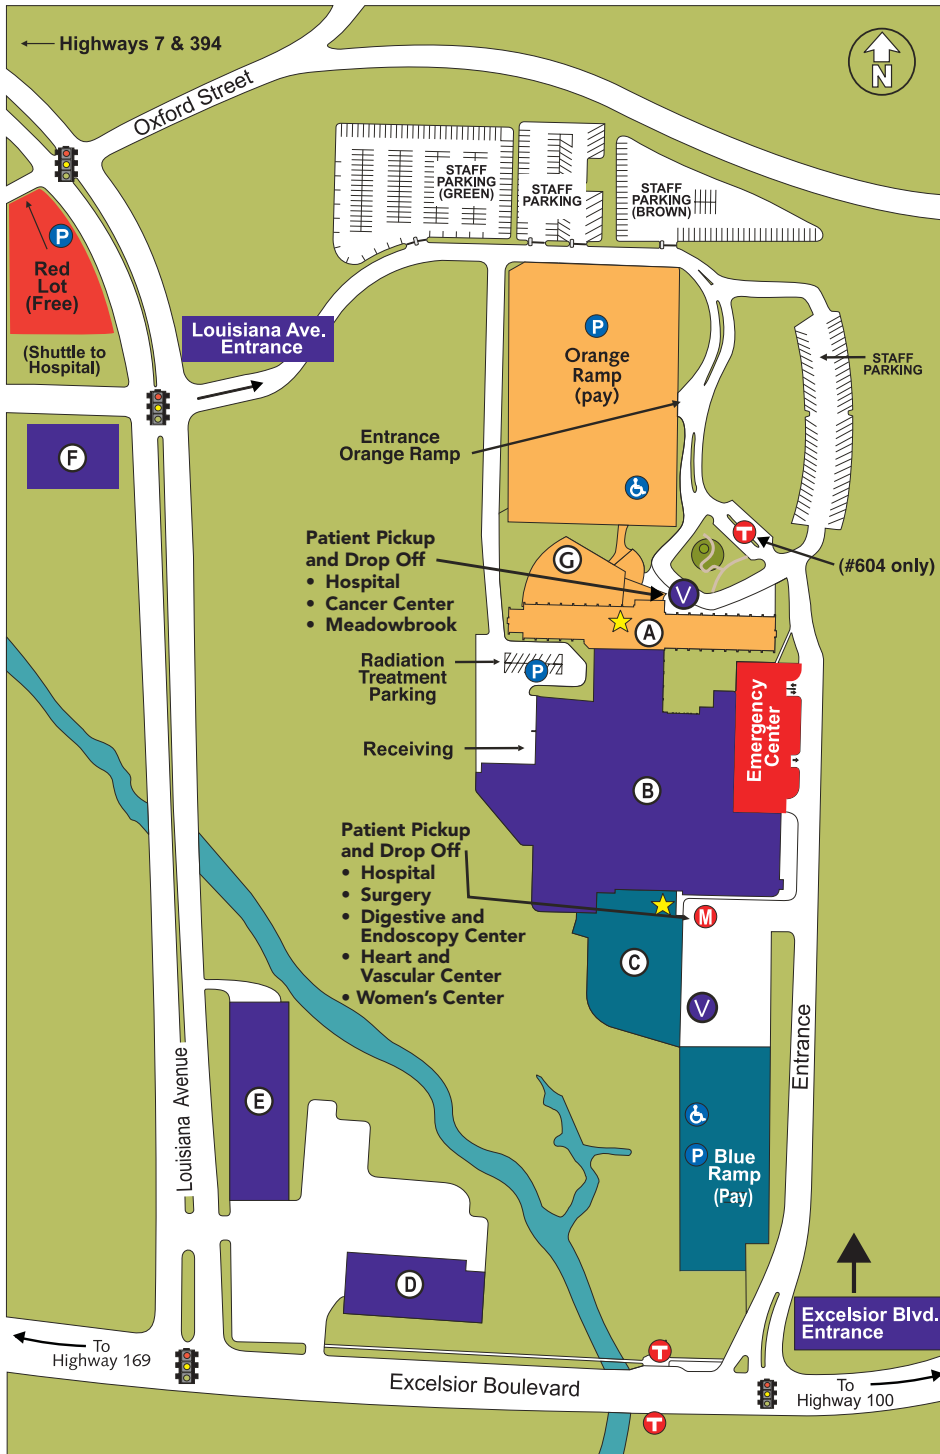 Highways 7 & 394
N
Oxford Street
STAFF
PARKING
(GREEN)
STAFF
PARKING
STAFF
PARKING
(BROWN)
P
Red
Lot
(Free)
(Shuttle to
Hospital)
Louisiana Ave.
Entrance
P
Orange
Ramp
(pay)
STAFF
PARKING
Entrance
Orange Ramp
F
T
(#604 only)
Patient Pickup
and Drop Off
• Hospital
• Cancer Center
• Meadowbrook
G
V
A
Radiation
Treatment
Parking
P
Receiving
Emergency
Center
B
Patient Pickup
and Drop Off
• Hospital
• Surgery
• Digestive and
Endoscopy Center
• Heart and
Vascular Center
• Women's Center
M
C
V
Entrance
Louisiana Avenue
E
P
Blue
Ramp
(Pay)
D
Excelsior Blvd.
Entrance
To
Highway 169
T
Excelsior Boulevard
To
Highway 100
T